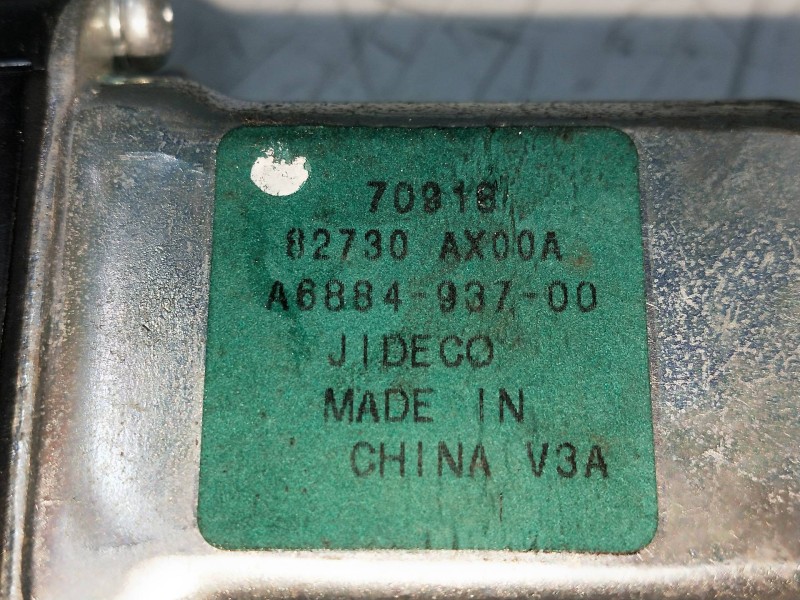 70918
82730 AX00A
A6884-937-00
JIDECO
MADE IN
CHINA V3A